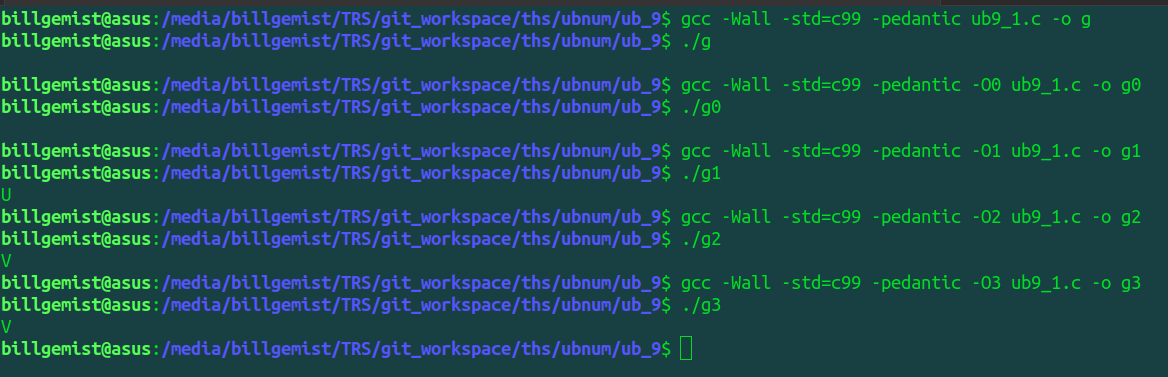 billgemist@asus:/media/billgemist/TRS/git_workspace/ths/ubnum/ub_9$ gcc -Wall -std=c99 -pedantic ub9_1.c -o g
billgemist@asus:/media/billgemist/TRS/git_workspace/ths/ubnum/ub_9$ ./g
billgemist@asus:/media/billgemist/TRS/git_workspace/ths/ubnum/ub_9$ gcc -Wall -std=c99 -pedantic -O0 ub9_1.c -o g0
billgemist@asus:/media/billgemist/TRS/git_workspace/ths/ubnum/ub_9$ ./g0
billgemist@asus:/media/billgemist/TRS/git_workspace/ths/ubnum/ub_9$ gcc -Wall -std=c99 -pedantic -O1 ub9_1.c -o g1
billgemist@asus:/media/billgemist/TRS/git_workspace/ths/ubnum/ub_9$ ./g1
U
billgemist@asus:/media/billgemist/TRS/git_workspace/ths/ubnum/ub_9$ gcc -Wall -std=c99 -pedantic -O2 ub9_1.c -o g2
billgemist@asus:/media/billgemist/TRS/git_workspace/ths/ubnum/ub_9$ ./g2
V
billgemist@asus:/media/billgemist/TRS/git_workspace/ths/ubnum/ub_9$ gcc -Wall -std=c99 -pedantic -O3 ub9_1.c -o g3
billgemist@asus:/media/billgemist/TRS/git_workspace/ths/ubnum/ub_9$ ./g3
V
billgemist@asus:/media/billgemist/TRS/git_workspace/ths/ubnum/ub_9$